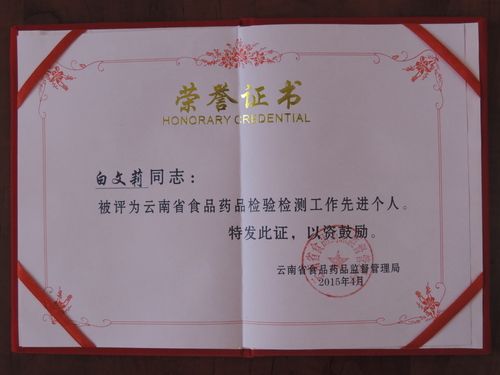 荣誉证书
HONORARY CREDENTIAL
白文莉同志：
被评为云南省食品药品检验检测工作先进个人。
特发此证，以资鼓励。
云南省食品药品监督管理局
2015年4月